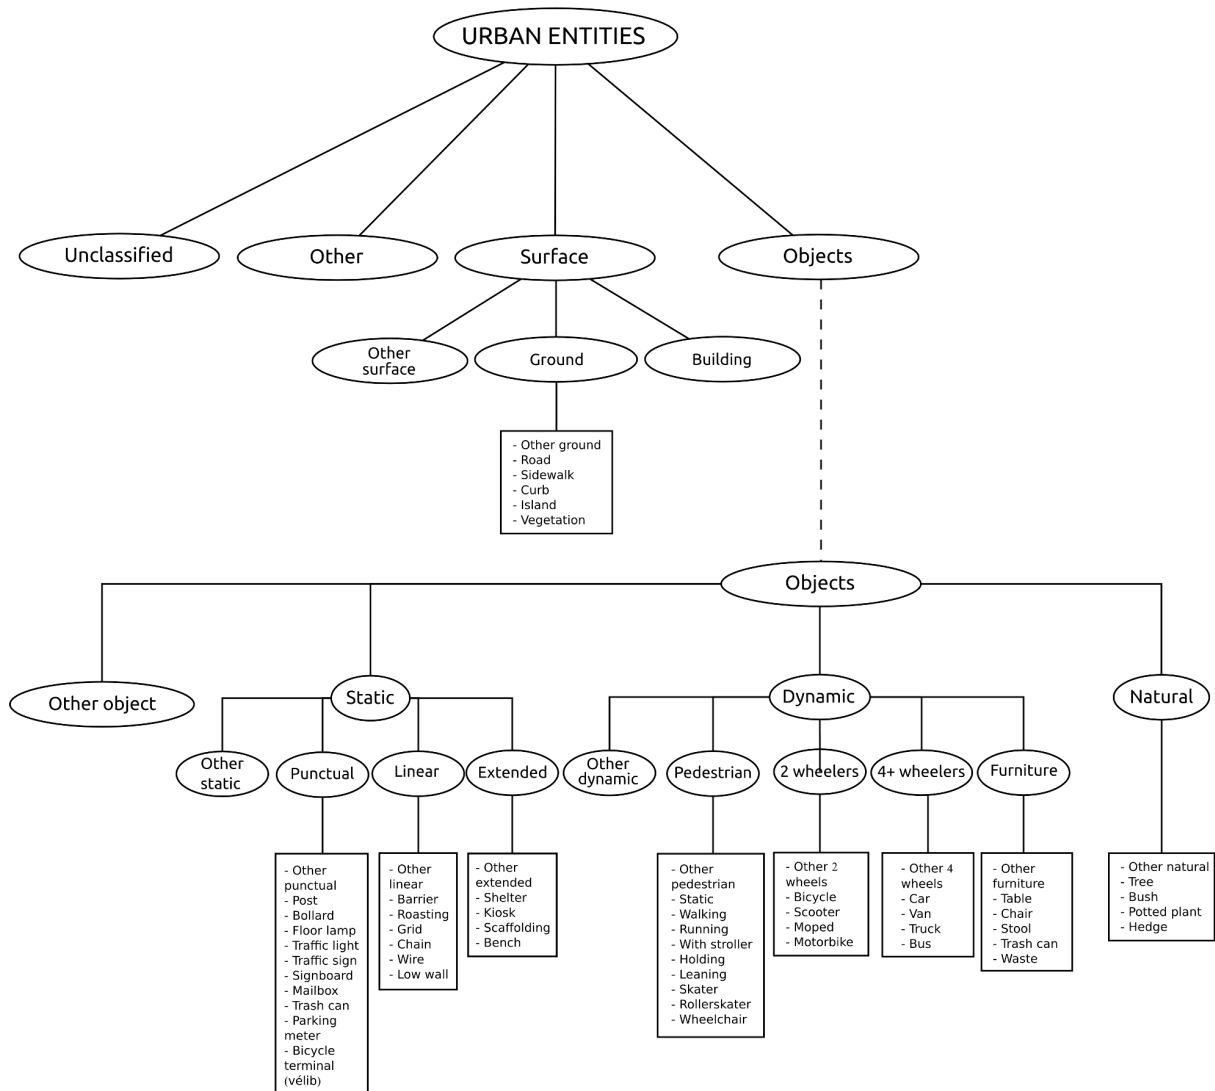 URBAN ENTITIES
Unclassified
Other
Surface
Objects
Other
surface
Ground
Building
- Other ground
- Road
- Sidewalk
- Curb
- Island
- Vegetation
Objects
Other object
Static
Dynamic
Natural
Other
static
Punctual
Linear
Extended
Other
dynamic
Pedestrian
2 wheelers
4+ wheelers
Furniture
- Other
punctual
- Post
- Bollard
- Floor lamp
- Traffic light
- Traffic sign
- Signboard
- Mailbox
- Trash can
- Parking
meter
- Bicycle
terminal
(vélib)
- Other
linear
- Barrier
- Roasting
- Grid
- Chain
- Wire
- Low wall
- Other
extended
- Shelter
- Kiosk
- Scaffolding
- Bench
- Other
pedestrian
- Static
- Walking
- Running
- With stroller
- Holding
- Leaning
- Skater
- Rollerskater
- Wheelchair
- Other 2
wheels
- Bicycle
- Scooter
- Moped
- Motorbike
- Other 4
wheels
- Car
- Van
- Truck
- Bus
- Other
furniture
- Table
- Chair
- Stool
- Trash can
- Waste
- Other natural
- Tree
- Bush
- Potted plant
- Hedge